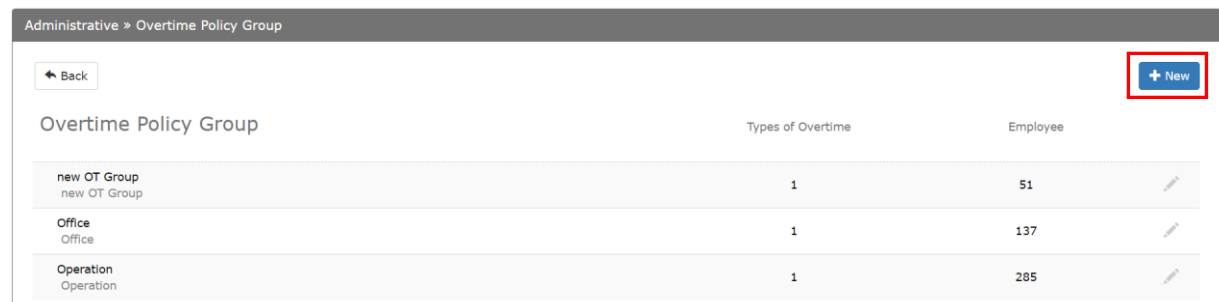 Administrative » Overtime Policy Group
Back
New
Overtime Policy Group Types of Overtime Employee
new OT Group 1 51
new OT Group
Office 1 137
Office
Operation 1 285
Operation